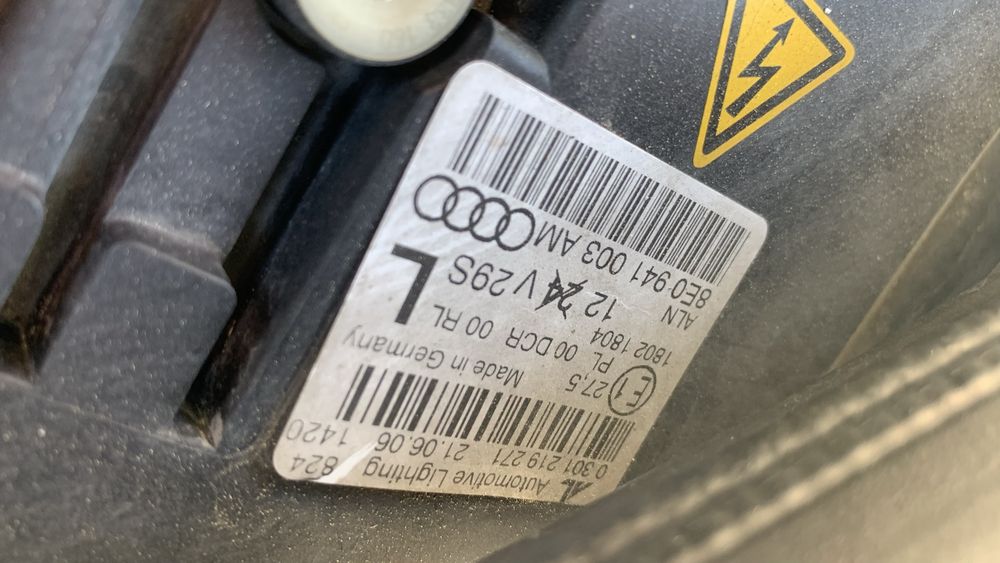 AL Automotive Lighting 824
0 301 219 271 21.06.06 1420
E1 27,5 Made in Germany
PL 00 DCR 00 RL
1802 1804 L
12 24 V 29S
ALN
8E0 941 003 AM